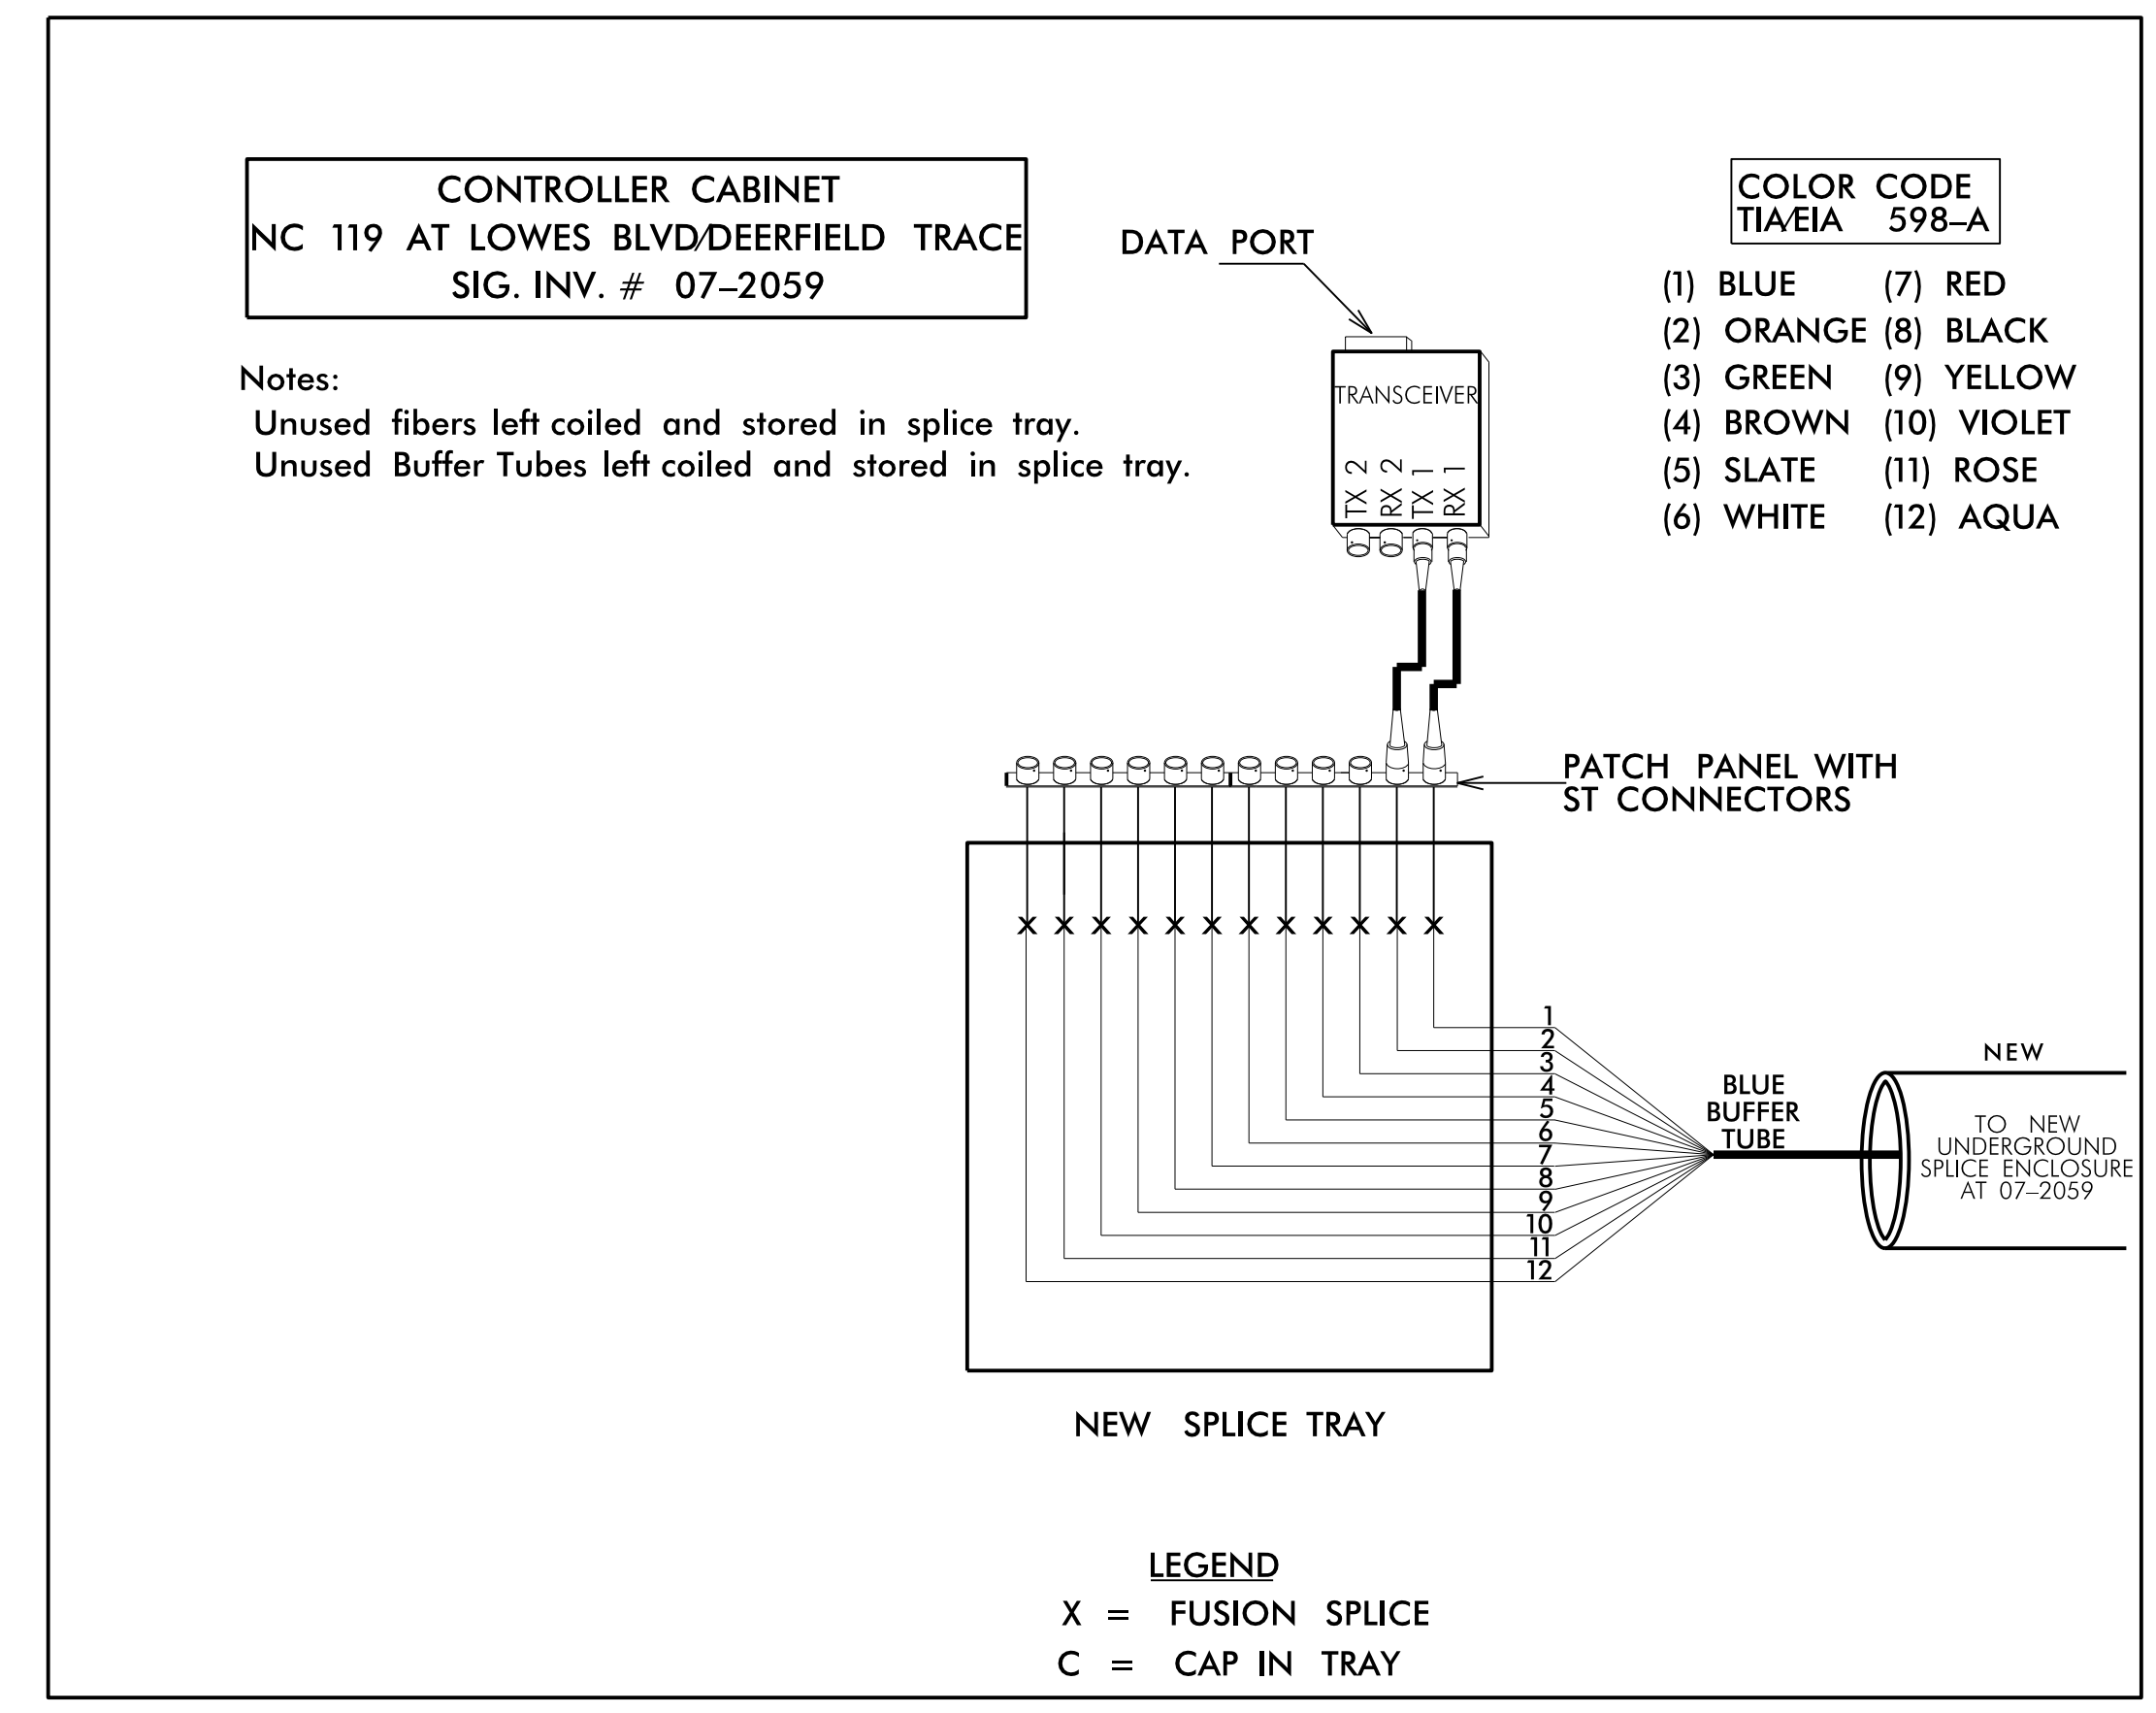 CONTROLLER CABINET
NC 119 AT LOWES BLVD/DEERFIELD TRACE
SIG. INV. # 07-2059
Notes:
Unused fibers left coiled and stored in splice tray.
Unused Buffer Tubes left coiled and stored in splice tray.
DATA PORT
TRANSCEIVER
TX 2
RX 2
TX 1
RX 1
COLOR CODE
TIA/EIA 598-A
(1) BLUE (7) RED
(2) ORANGE (8) BLACK
(3) GREEN (9) YELLOW
(4) BROWN (10) VIOLET
(5) SLATE (11) ROSE
(6) WHITE (12) AQUA
PATCH PANEL WITH
ST CONNECTORS
X X X X X X X X X X X X
1
2
3
4
5
6
7
8
9
10
11
12
BLUE
BUFFER
TUBE
NEW
TO NEW
UNDERGROUND
SPLICE ENCLOSURE
AT 07-2059
NEW SPLICE TRAY
LEGEND
X = FUSION SPLICE
C = CAP IN TRAY